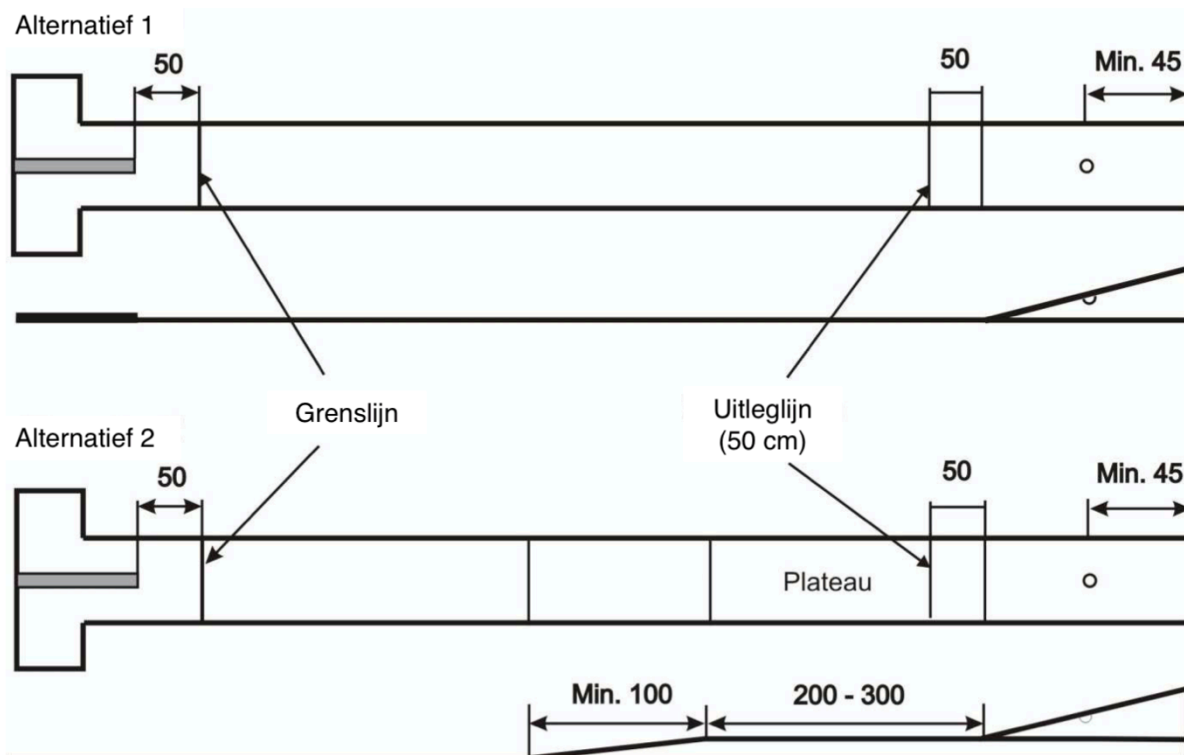 Alternatief 1
50
50
Min. 45
Grenslijn
Uitleglijn
(50 cm)
Alternatief 2
50
50
Min. 45
Plateau
Min. 100
200 - 300